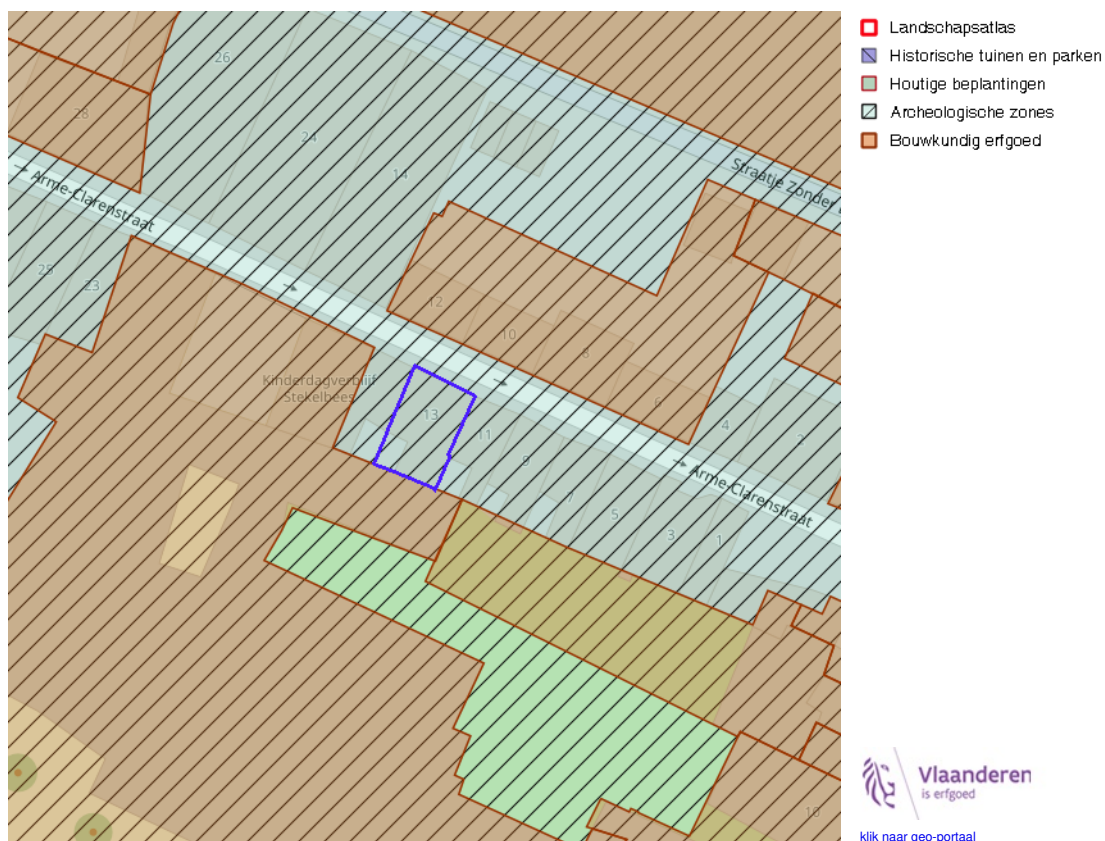 26
24
14
28
Arme-Clarenstraat
25
23
Straatje Zonder
12
10
8
6
4
2
Kinderdagverblijf
Stekelbees
13
11
9
7
5
3
1
Arme-Clarenstraat
10
Landschapsatlas
Historische tuinen en parken
Houtige beplantingen
Archeologische zones
Bouwkundig erfgoed
Vlaanderen
is erfgoed
klik naar geo-portaal